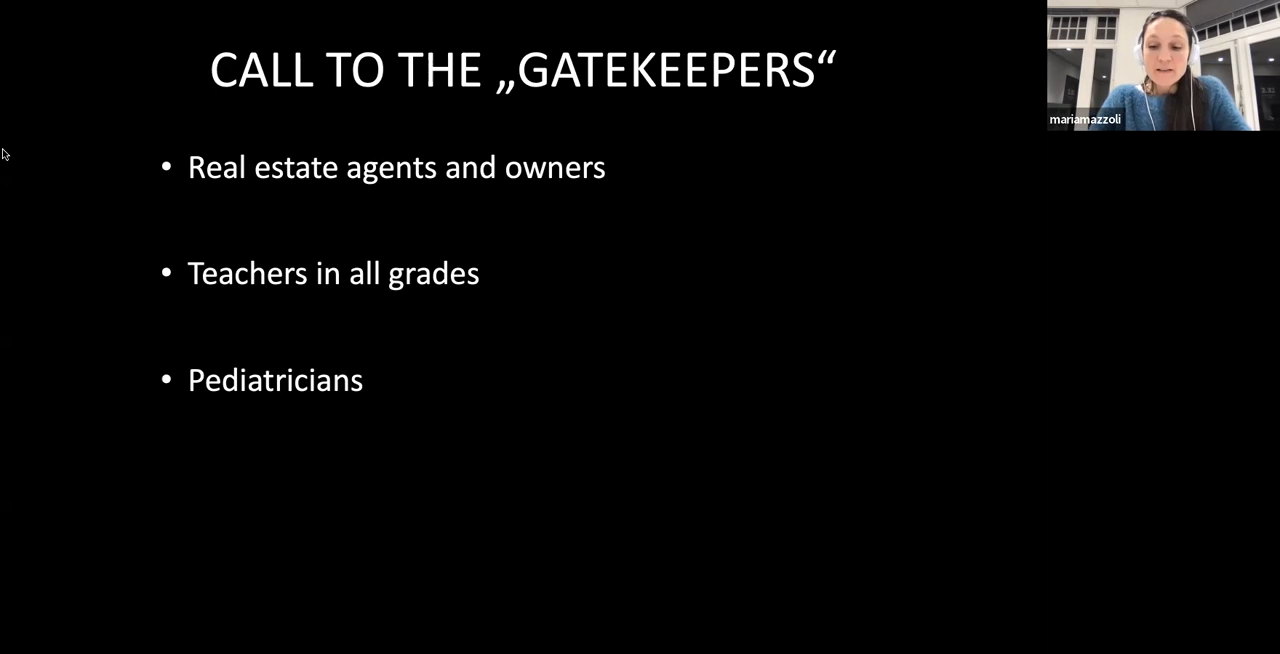 CALL TO THE „GATEKEEPERS“
mariamazzoli
• Real estate agents and owners
• Teachers in all grades
• Pediatricians